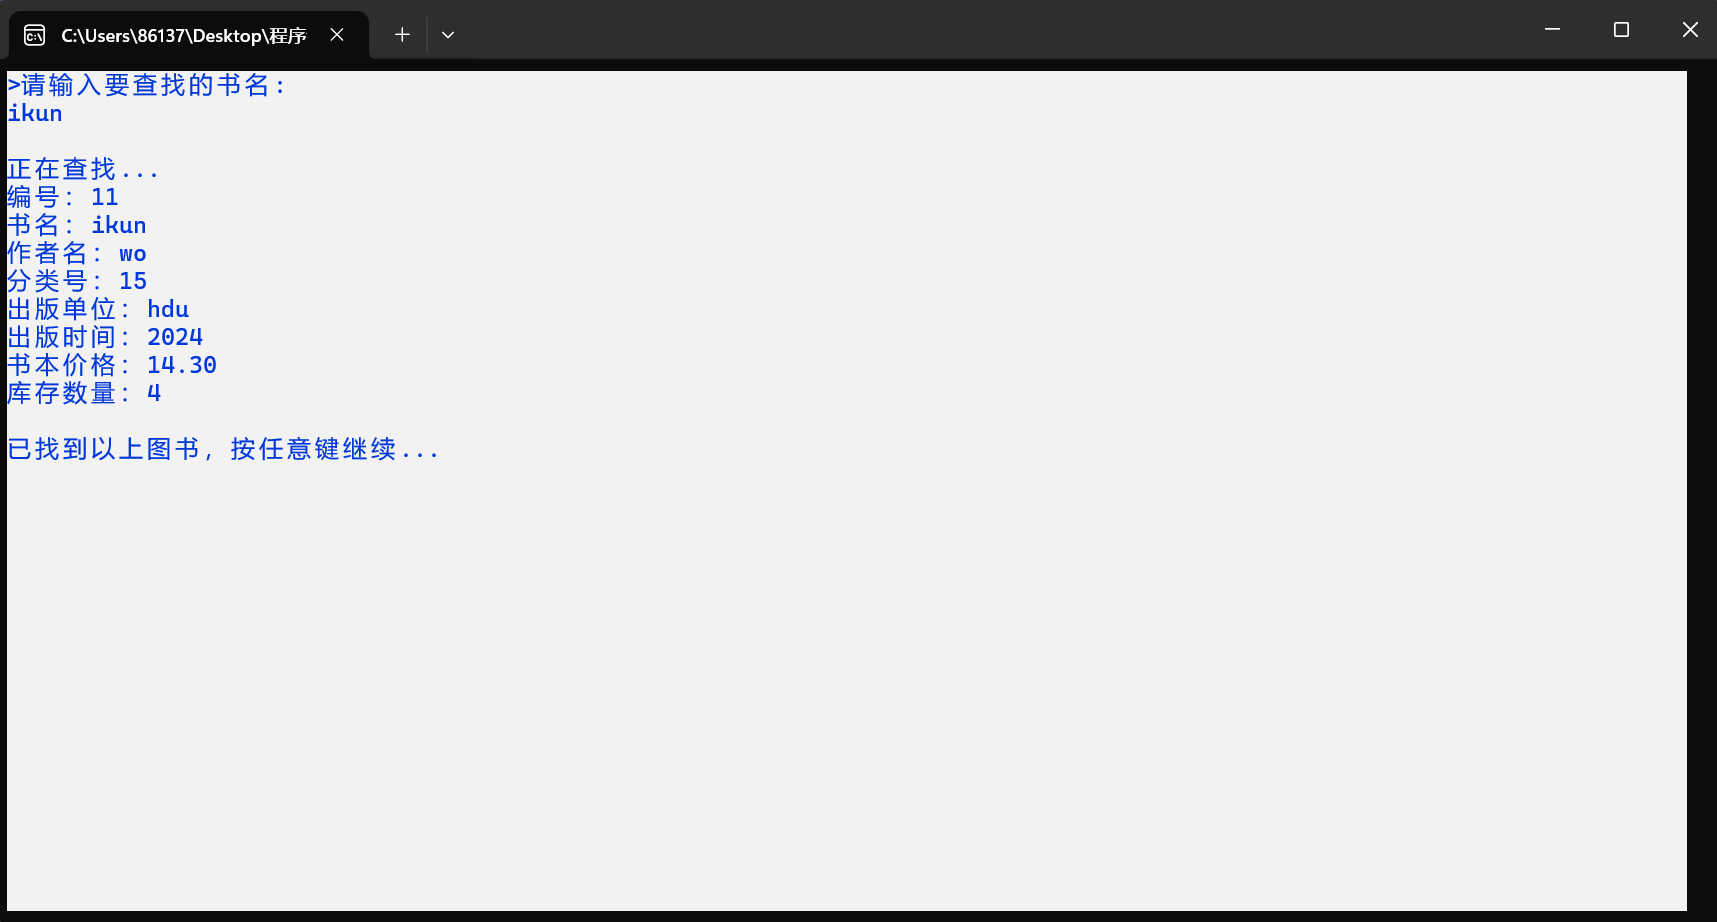 C:\Users\86137\Desktop\程序
>请输入要查找的书名：
ikun
正在查找...
编号：11
书名：ikun
作者名：wo
分类号：15
出版单位：hdu
出版时间：2024
书本价格：14.30
库存数量：4
已找到以上图书，按任意键继续...